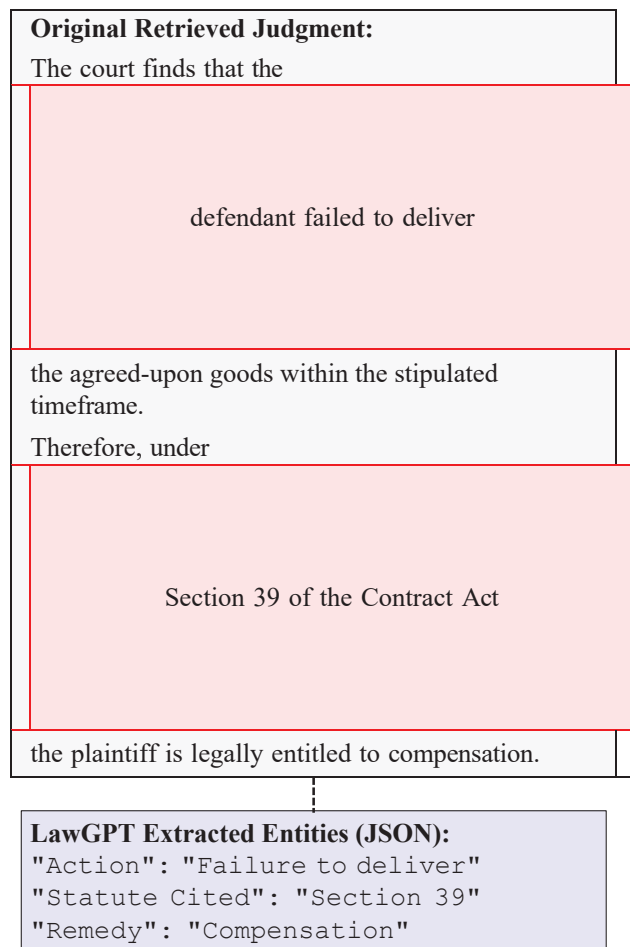 Original Retrieved Judgment:
The court finds that the
defendant failed to deliver
the agreed-upon goods within the stipulated
timeframe.
Therefore, under
Section 39 of the Contract Act
the plaintiff is legally entitled to compensation.
LawGPT Extracted Entities (JSON):
"Action": "Failure to deliver"
"Statute Cited": "Section 39"
"Remedy": "Compensation"